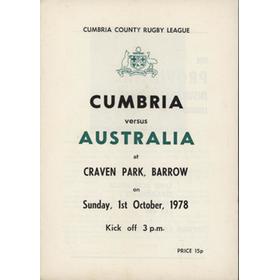 CUMBRIA COUNTY RUGBY LEAGUE
CUMBRIA
versus
AUSTRALIA
at
CRAVEN PARK, BARROW
on
Sunday, 1st October, 1978
Kick off 3 p.m.
PRICE 15p